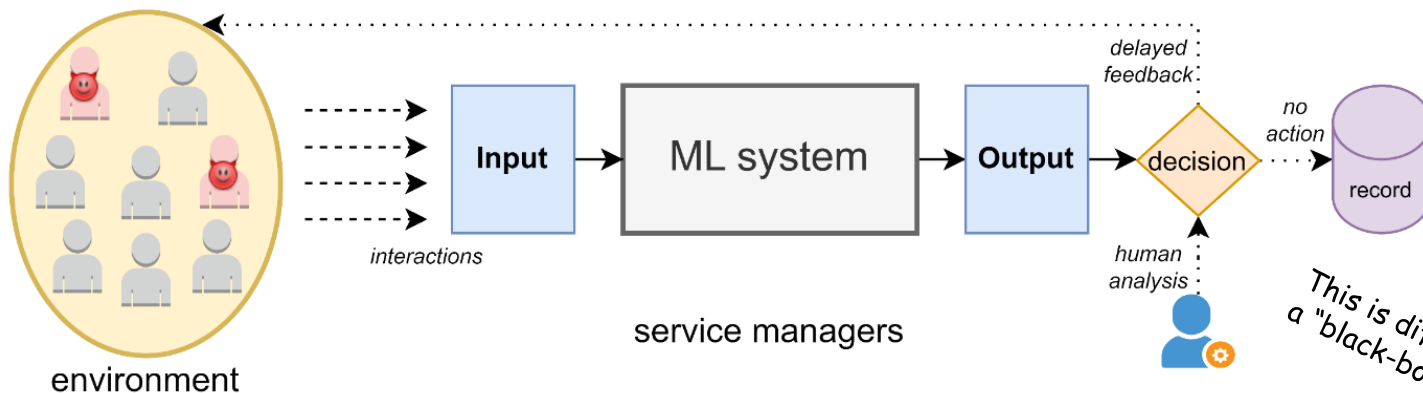 delayed
feedback
no
action
Input
ML system
Output
decision
record
interactions
human
analysis
This is
a "black-
service managers
environment